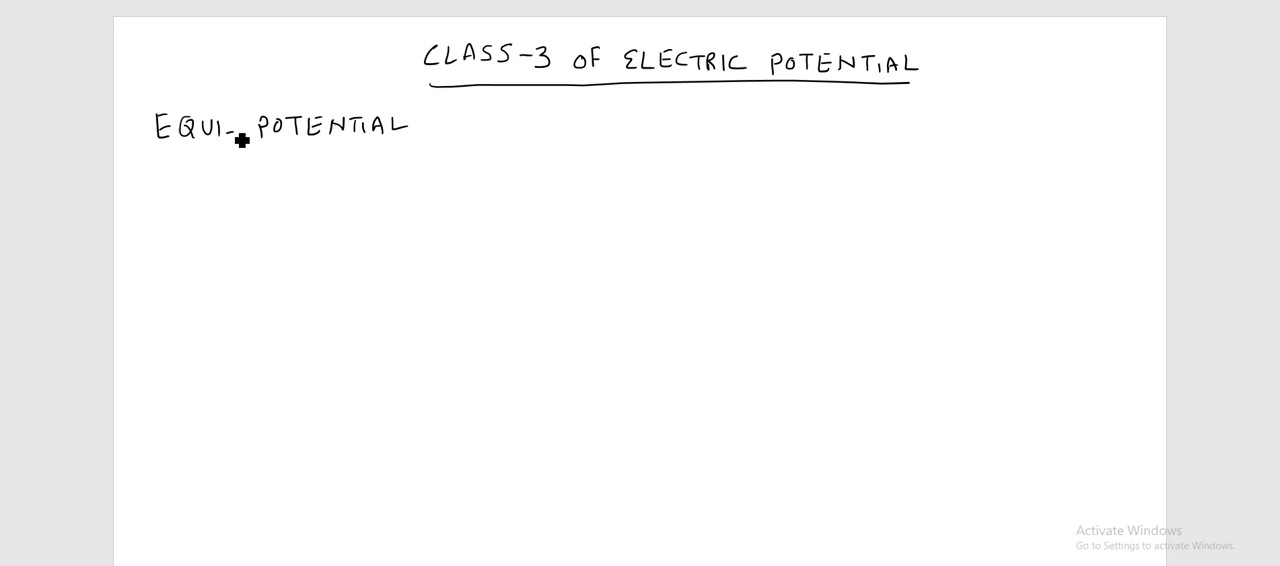 CLASS-3 OF ELECTRIC POTENTIAL
EQUI- POTENTIAL
Activate Windows
Go to Settings to activate Windows.